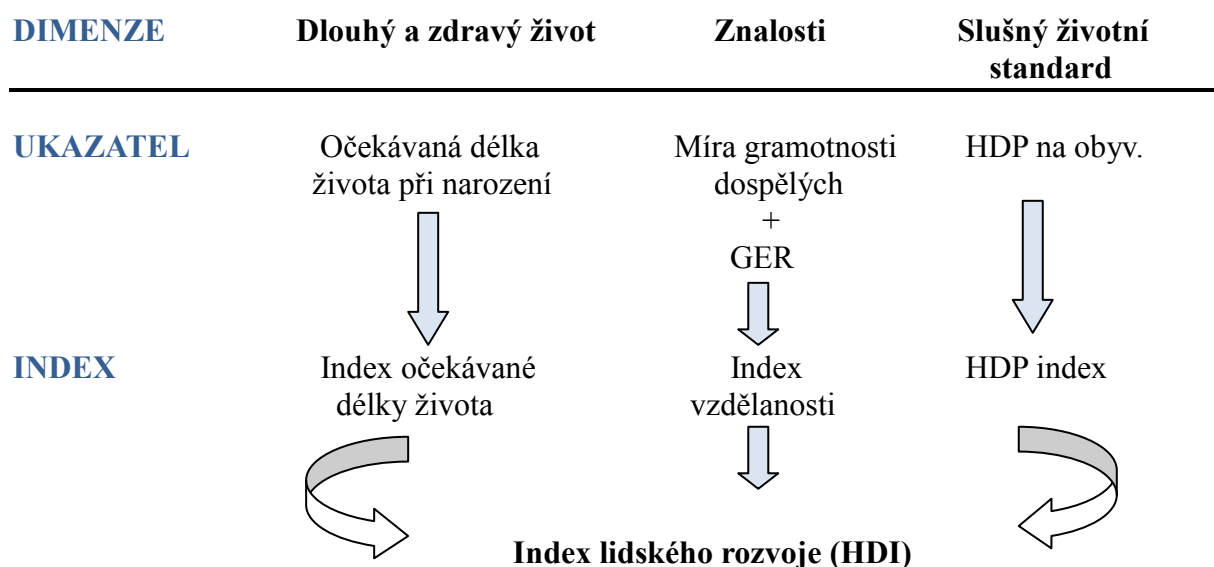 DIMENZE Dlouhý a zdravý život Znalosti Slušný životní
standard
UKAZATEL Očekávaná délka Míra gramotnosti HDP na obyv.
života při narození dospělých
+
GER
INDEX Index očekávané Index HDP index
délky života vzdělanosti
Index lidského rozvoje (HDI)